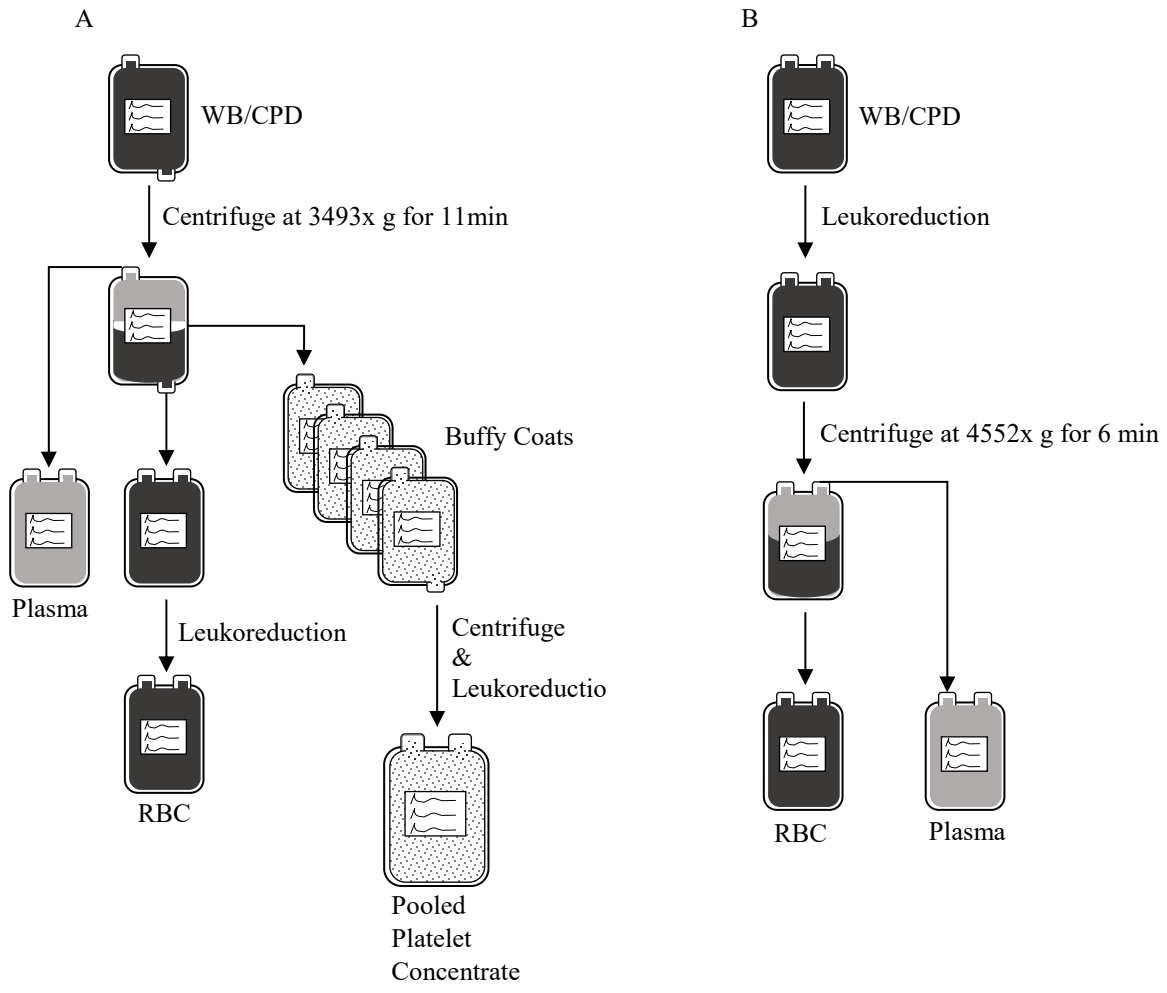 A
WB/CPD
Centrifuge at 3493x g for 11min
Buffy Coats
Plasma
Leukoreduction
Centrifuge
&
Leukoreductio
RBC
Pooled
Platelet
Concentrate
B
WB/CPD
Leukoreduction
Centrifuge at 4552x g for 6 min
RBC
Plasma